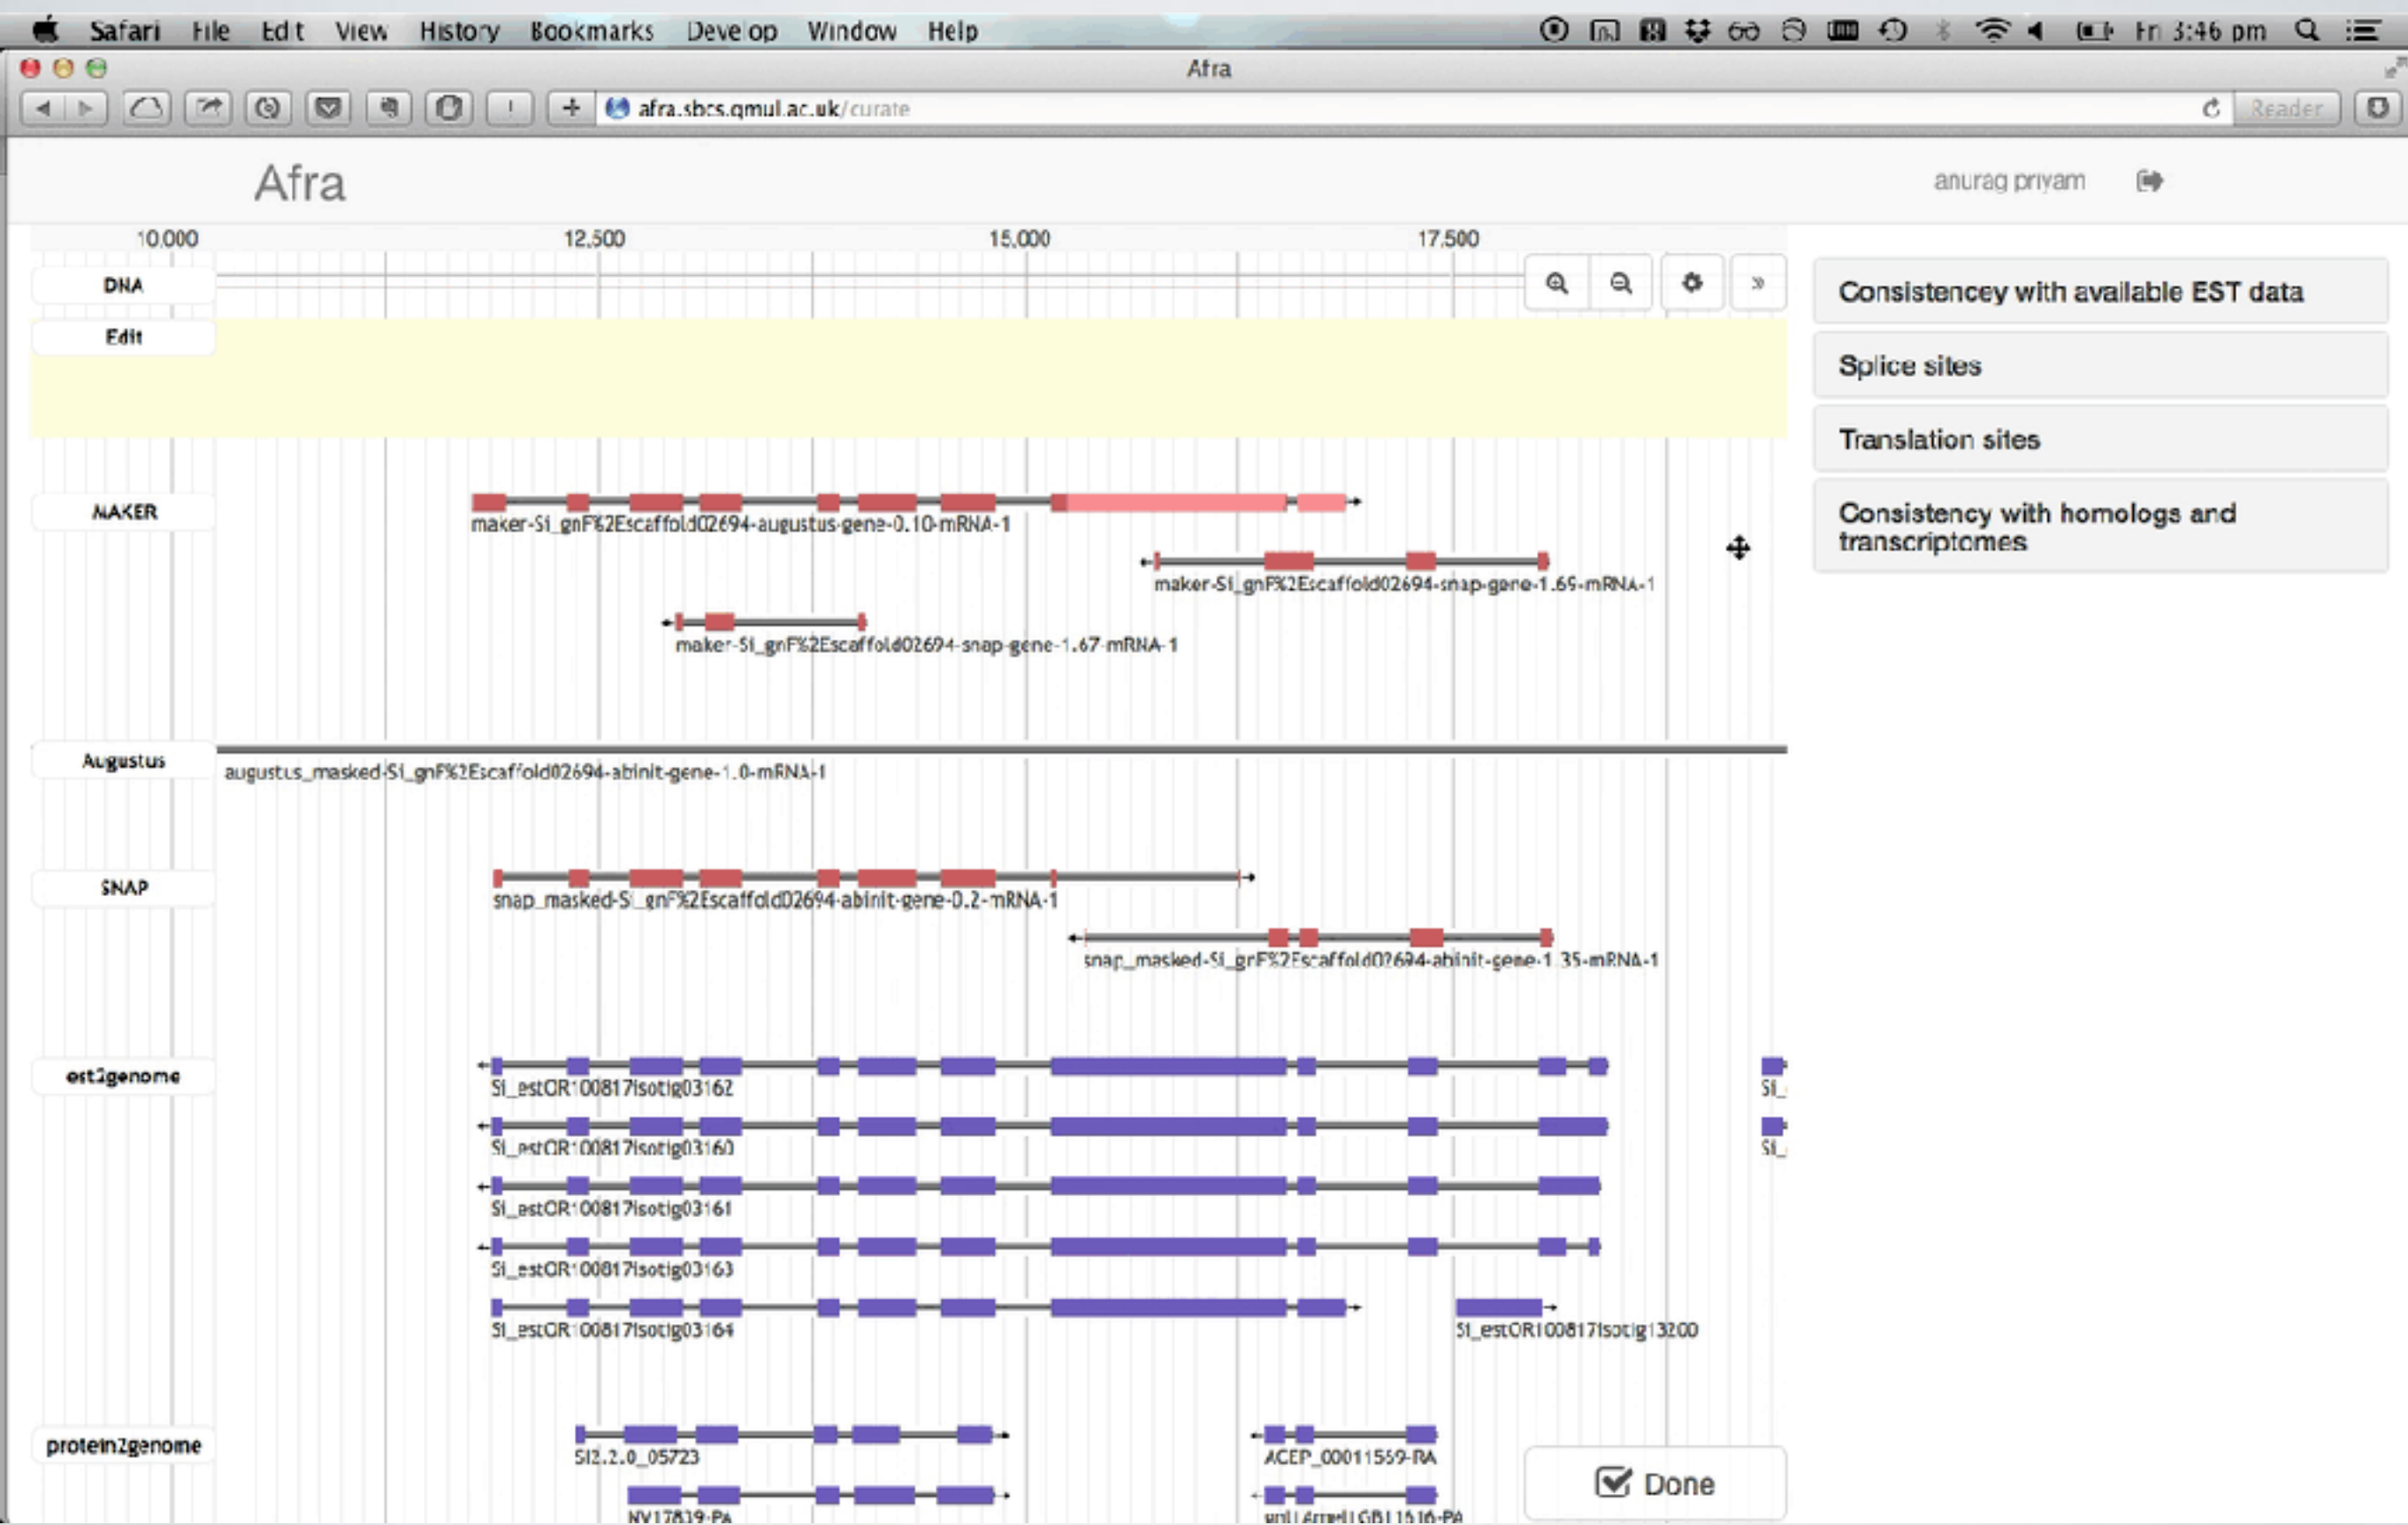 Safari File Edit View History Bookmarks Develop Window Help Fri 3:46 pm
Afra
afra.sbcs.qmul.ac.uk/curate
Reader
Afra
anurag priyam
10,000 12,500 15,000 17,500
DNA
Edit
MAKER
maker-Si_gnF%2Escaffold02694-augustus-gene-0.10-mRNA-1
maker-Si_gnF%2Escaffold02694-snap-gene-1.69-mRNA-1
maker-Si_gnF%2Escaffold02694-snap-gene-1.67-mRNA-1
Augustus
augustus_masked-Si_gnF%2Escaffold02694-abinit-gene-1.0-mRNA-1
SNAP
snap_masked-Si_gnF%2Escaffold02694-abinit-gene-0.2-mRNA-1
snap_masked-Si_gnF%2Escaffold02694-abinit-gene-1.35-mRNA-1
est2genome
Si_estOR100817isotig03162
Si_
Si_estOR100817isotig03160
Si_
Si_estOR100817isotig03161
Si_estOR100817isotig03163
Si_estOR100817isotig03164
Si_estOR100817isotig13200
protein2genome
SI2.2.0_05723
ACEP_00011569-RA
NV17839-PA
Done
Consistencey with available EST data
Splice sites
Translation sites
Consistency with homologs and
transcriptomes